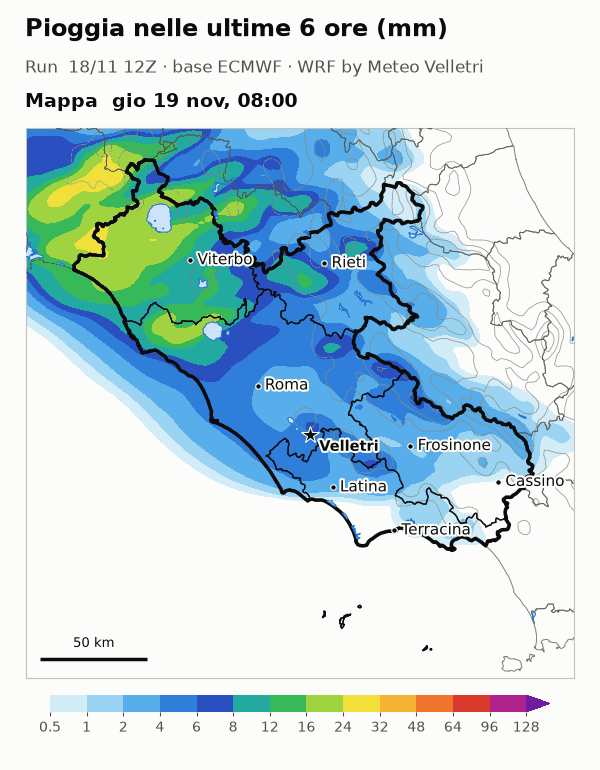 Pioggia nelle ultime 6 ore (mm)
Run  18/11 12Z · base ECMWF · WRF by Meteo Velletri
Mappa  gio 19 nov, 08:00
Viterbo
Rieti
Roma
Velletri
Frosinone
Latina
Cassino
Terracina
50 km
0.5 1 2 4 6 8 12 16 24 32 48 64 96 128